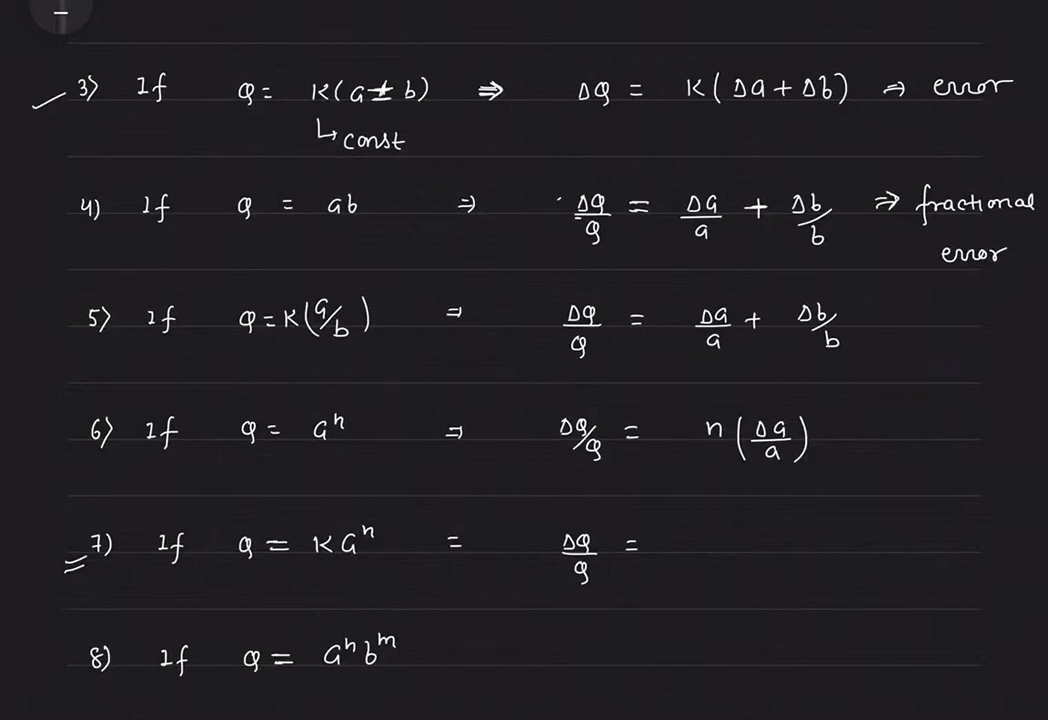 3) If Q = K(a ± b) ⇒ ΔQ = K(Δa + Δb) ⇒ error
↳ const
4) If Q = ab ⇒ ΔQ/Q = Δa/a + Δb/b ⇒ fractional
error
5) If Q = K(a/b) ⇒ ΔQ/Q = Δa/a + Δb/b
6) If Q = aⁿ ⇒ ΔQ/Q = n(Δa/a)
7) If Q = Kaⁿ = ΔQ/Q =
8) If Q = aⁿbᵐ